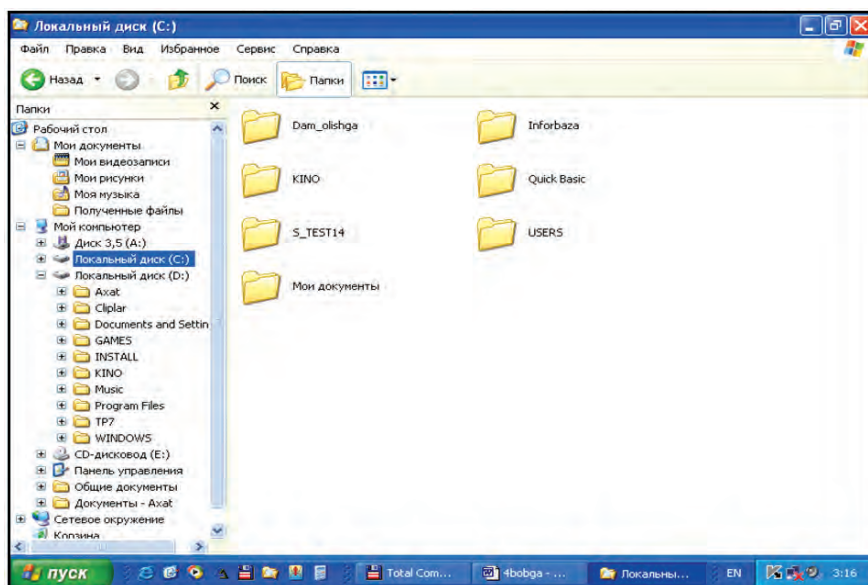 Локальный диск (C:)
Файл Правка Вид Избранное Сервис Справка
Назад Поиск Папки
Папки
Рабочий стол
Мои документы
Мои видеозаписи
Мои рисунки
Моя музыка
Полученные файлы
Мой компьютер
Диск 3,5 (A:)
Локальный диск (C:)
Локальный диск (D:)
Axat
Cliplar
Documents and Settin
GAMES
INSTALL
KINO
Music
Program Files
TP7
WINDOWS
CD-дисковод (E:)
Панель управления
Общие документы
Документы - Axat
Сетевое окружение
Корзина
Dam_olishga
Inforbaza
KINO
Quick Basic
S_TEST14
USERS
Мои документы
пуск Total Com... 4bobga - ... Локальны... EN 3:16